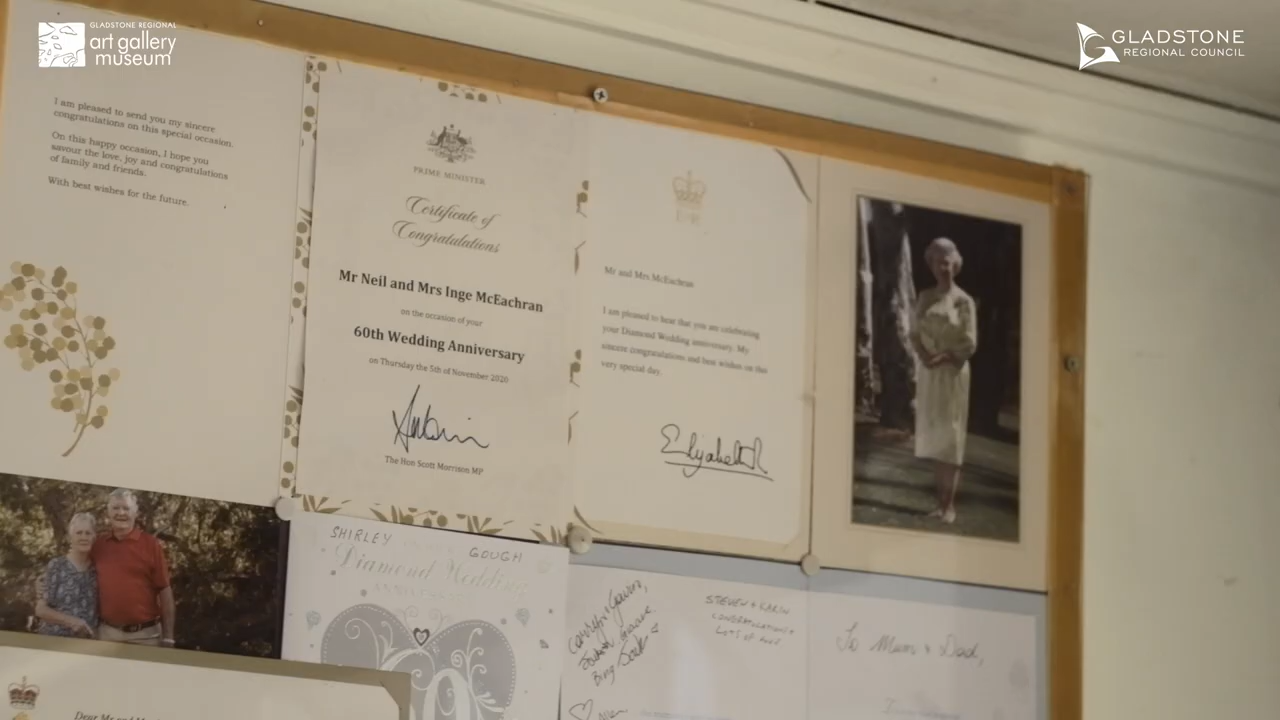 GLADSTONE REGIONAL
art gallery
museum
GLADSTONE
REGIONAL COUNCIL
I am pleased to send you my sincere
congratulations on this special occasion.
On this happy occasion, I hope you
savour the love, joy and congratulations
of family and friends.
With best wishes for the future.
PRIME MINISTER
Certificate of
Congratulations
Mr Neil and Mrs Inge McEachran
on the occasion of your
60th Wedding Anniversary
on Thursday the 5th of November 2020
The Hon Scott Morrison MP
E R
Mr and Mrs McEachran
I am pleased to hear that you are celebrating
your Diamond Wedding anniversary. My
sincere congratulations and best wishes on this
very special day.
Elizabeth R
SHIRLEY GOUGH
Diamond Wedding
ANNIVERSARY
60
STEVEN & KARIN
CONGRATULATIONS
LOTS OF LOVE
To Mum & Dad,
Dear Mr and